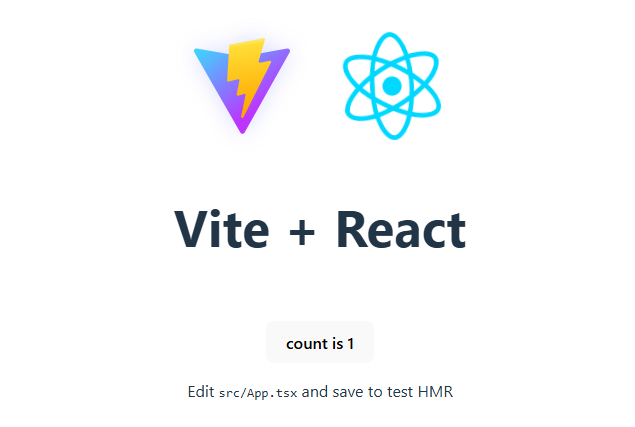 Vite + React
count is 1
Edit src/App.tsx and save to test HMR